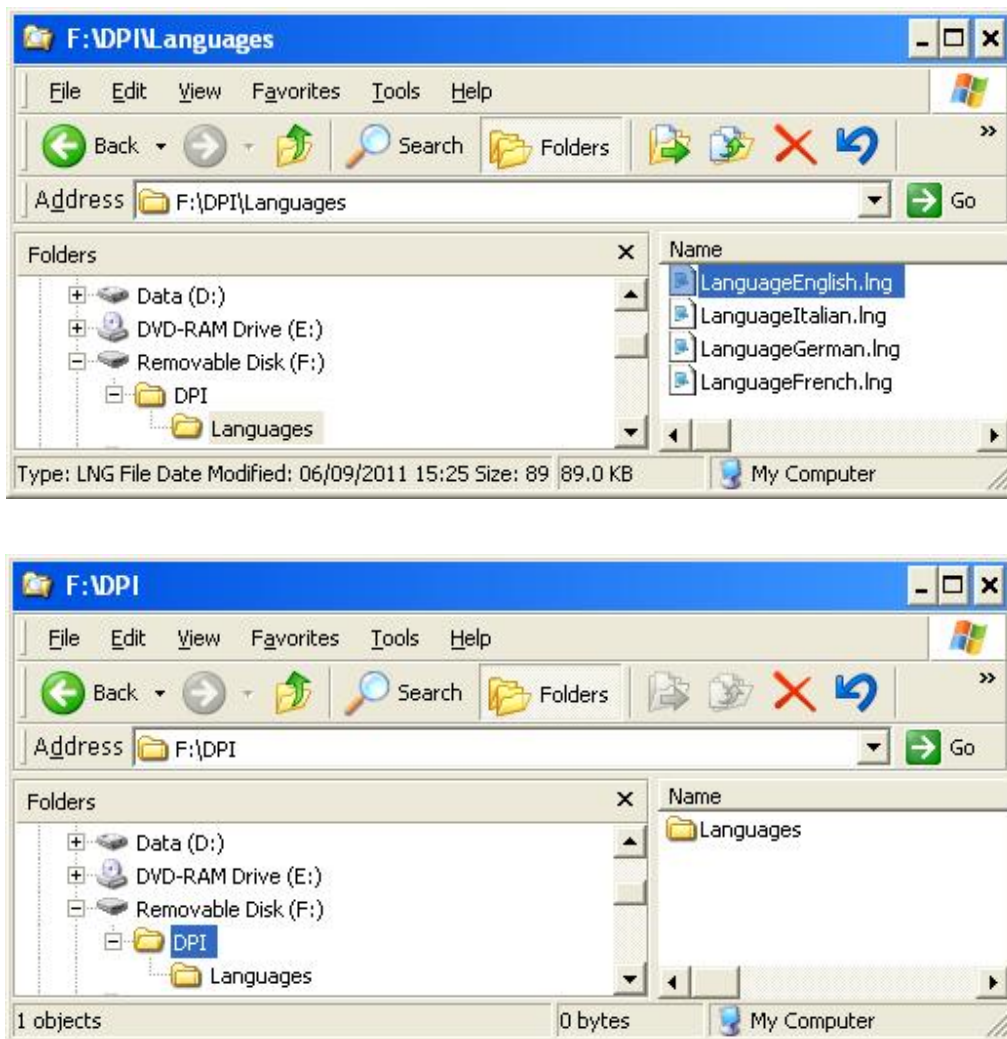 F:\DPI\Languages
File Edit View Favorites Tools Help
Back Search Folders »
Address F:\DPI\Languages Go
Folders x Name
Data (D:)
DVD-RAM Drive (E:)
Removable Disk (F:)
DPI
Languages
LanguageEnglish.lng
LanguageItalian.lng
LanguageGerman.lng
LanguageFrench.lng
Type: LNG File Date Modified: 06/09/2011 15:25 Size: 89 89.0 KB My Computer
F:\DPI
File Edit View Favorites Tools Help
Back Search Folders »
Address F:\DPI Go
Folders x Name
Data (D:)
DVD-RAM Drive (E:)
Removable Disk (F:)
DPI
Languages
Languages
1 objects 0 bytes My Computer